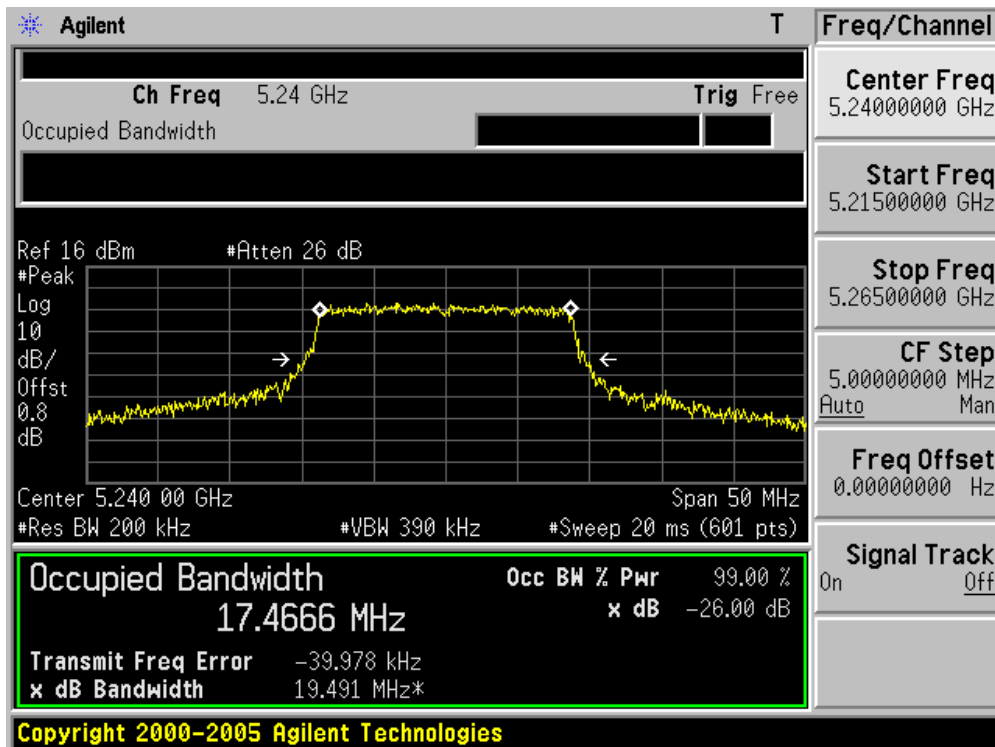 Agilent T
Ch Freq 5.24 GHz Trig Free
Occupied Bandwidth
Ref 16 dBm #Atten 26 dB
#Peak
Log
10
dB/
Offst
0.8
dB
Center 5.240 00 GHz Span 50 MHz
#Res BW 200 kHz #VBW 390 kHz #Sweep 20 ms (601 pts)
Occupied Bandwidth Occ BW % Pwr 99.00 %
17.4666 MHz x dB -26.00 dB
Transmit Freq Error -39.978 kHz
x dB Bandwidth 19.491 MHz*
Copyright 2000-2005 Agilent Technologies
Freq/Channel
Center Freq
5.24000000 GHz
Start Freq
5.21500000 GHz
Stop Freq
5.26500000 GHz
CF Step
5.00000000 MHz
Auto Man
Freq Offset
0.00000000 Hz
Signal Track
On Off